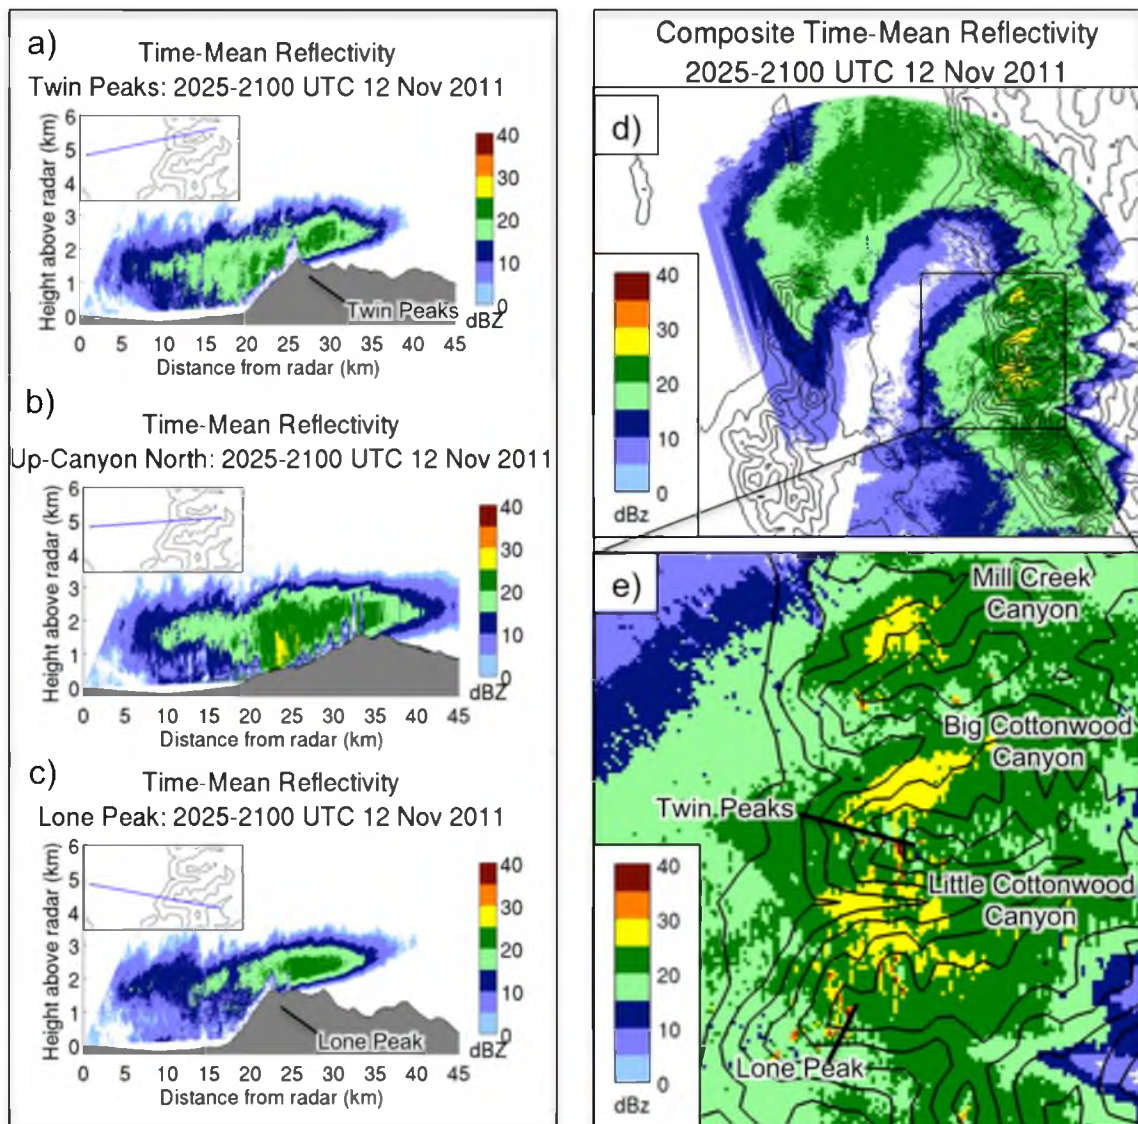 a)
Time-Mean Reflectivity
Twin Peaks: 2025-2100 UTC 12 Nov 2011
Height above radar (km)
6
5
4
3
2
1
0
40
30
20
10
0
dBZ
Twin Peaks
0 5 10 15 20 25 30 35 40 45
Distance from radar (km)
b)
Time-Mean Reflectivity
Up-Canyon North: 2025-2100 UTC 12 Nov 2011
Height above radar (km)
6
5
4
3
2
1
0
40
30
20
10
0
dBZ
0 5 10 15 20 25 30 35 40 45
Distance from radar (km)
c)
Time-Mean Reflectivity
Lone Peak: 2025-2100 UTC 12 Nov 2011
Height above radar (km)
6
5
4
3
2
1
0
40
30
20
10
0
dBZ
Lone Peak
0 5 10 15 20 25 30 35 40 45
Distance from radar (km)
Composite Time-Mean Reflectivity
2025-2100 UTC 12 Nov 2011
d)
40
30
20
10
0
dBz
e)
Mill Creek
Canyon
Big Cottonwood
Canyon
Twin Peaks
Little Cottonwood
Canyon
Lone Peak
40
30
20
10
0
dBz